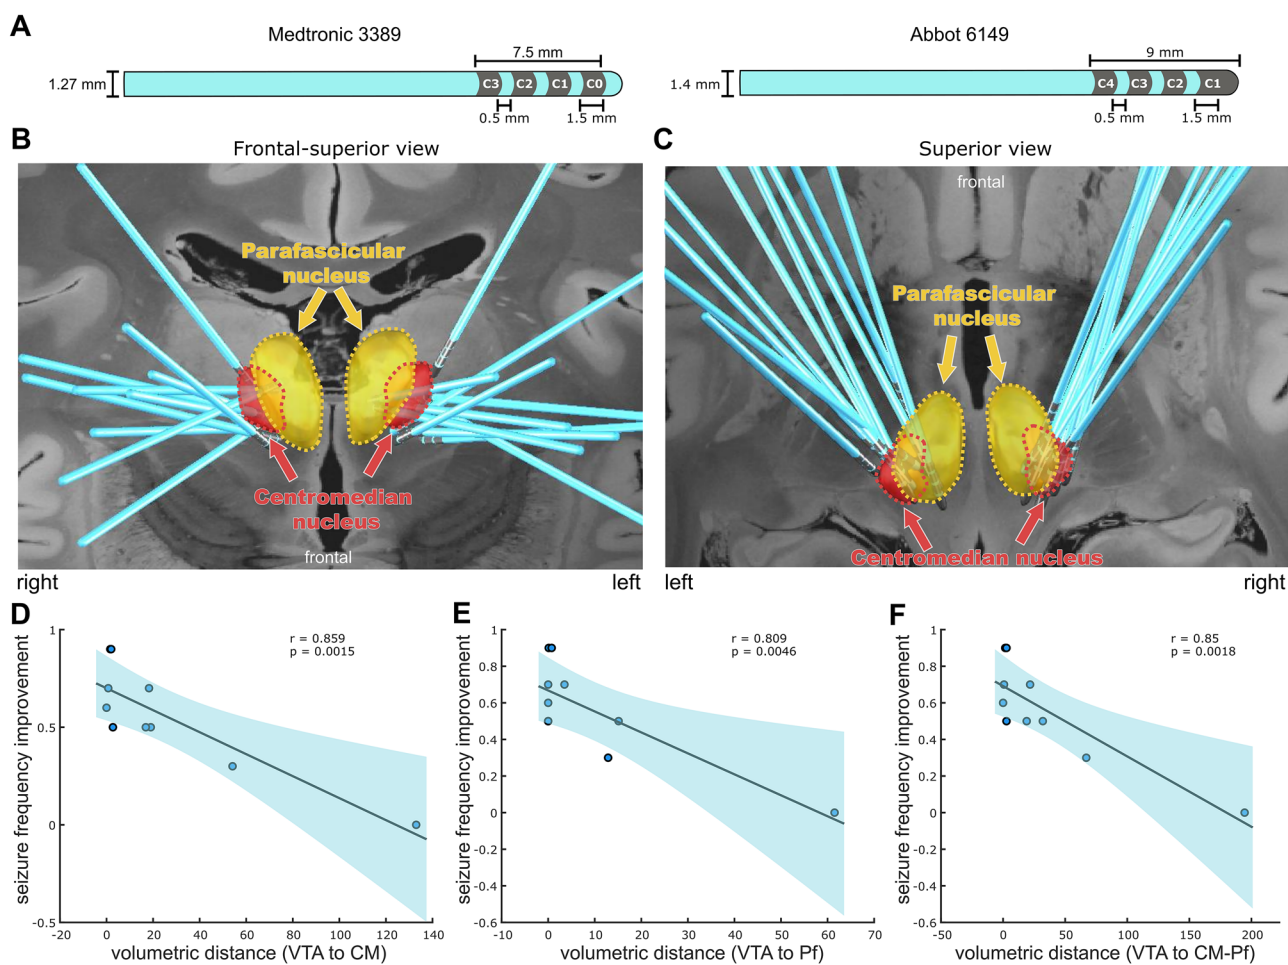 A
Medtronic 3389
7.5 mm
1.27 mm
C3 C2 C1 C0
0.5 mm
1.5 mm
Abbot 6149
9 mm
1.4 mm
C4 C3 C2 C1
0.5 mm
1.5 mm
B
Frontal-superior view
Parafascicular
nucleus
Centromedian
nucleus
frontal
right
left
C
Superior view
frontal
Parafascicular
nucleus
Centromedian nucleus
left
right
D
seizure frequency improvement
1
0.5
0
-0.5
r = 0.859
p = 0.0015
-20 0 20 40 60 80 100 120 140
volumetric distance (VTA to CM)
E
seizure frequency improvement
1
0.8
0.6
0.4
0.2
0
-0.2
-0.4
-0.6
r = 0.809
p = 0.0046
-10 0 10 20 30 40 50 60 70
volumetric distance (VTA to Pf)
F
seizure frequency improvement
1
0.8
0.6
0.4
0.2
0
-0.2
-0.4
-0.6
r = 0.85
p = 0.0018
-50 0 50 100 150 200
volumetric distance (VTA to CM-Pf)